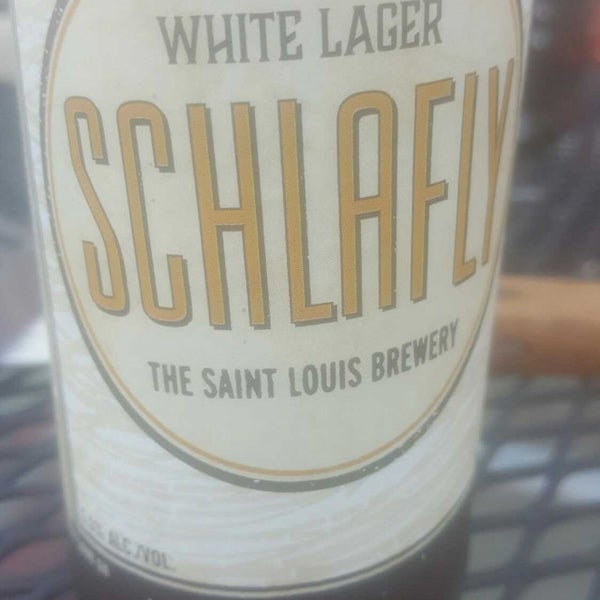 WHITE LAGER
SCHLAFLY
THE SAINT LOUIS BREWERY
ALC./VOL.